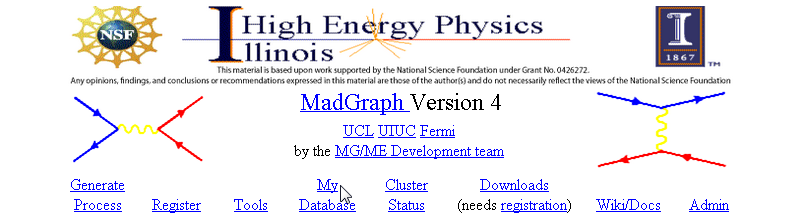 NSF
High Energy Physics
Illinois
I
1867
TM
This material is based upon work supported by the National Science Foundation under Grant No. 0426272.
Any opinions, findings, and conclusions or recommendations expressed in this material are those of the author(s) and do not necessarily reflect the views of the National Science Foundation
MadGraph Version 4
UCL UIUC Fermi
by the MG/ME Development team
Generate Process
Register
Tools
My Database
Cluster Status
Downloads (needs registration)
Wiki/Docs
Admin